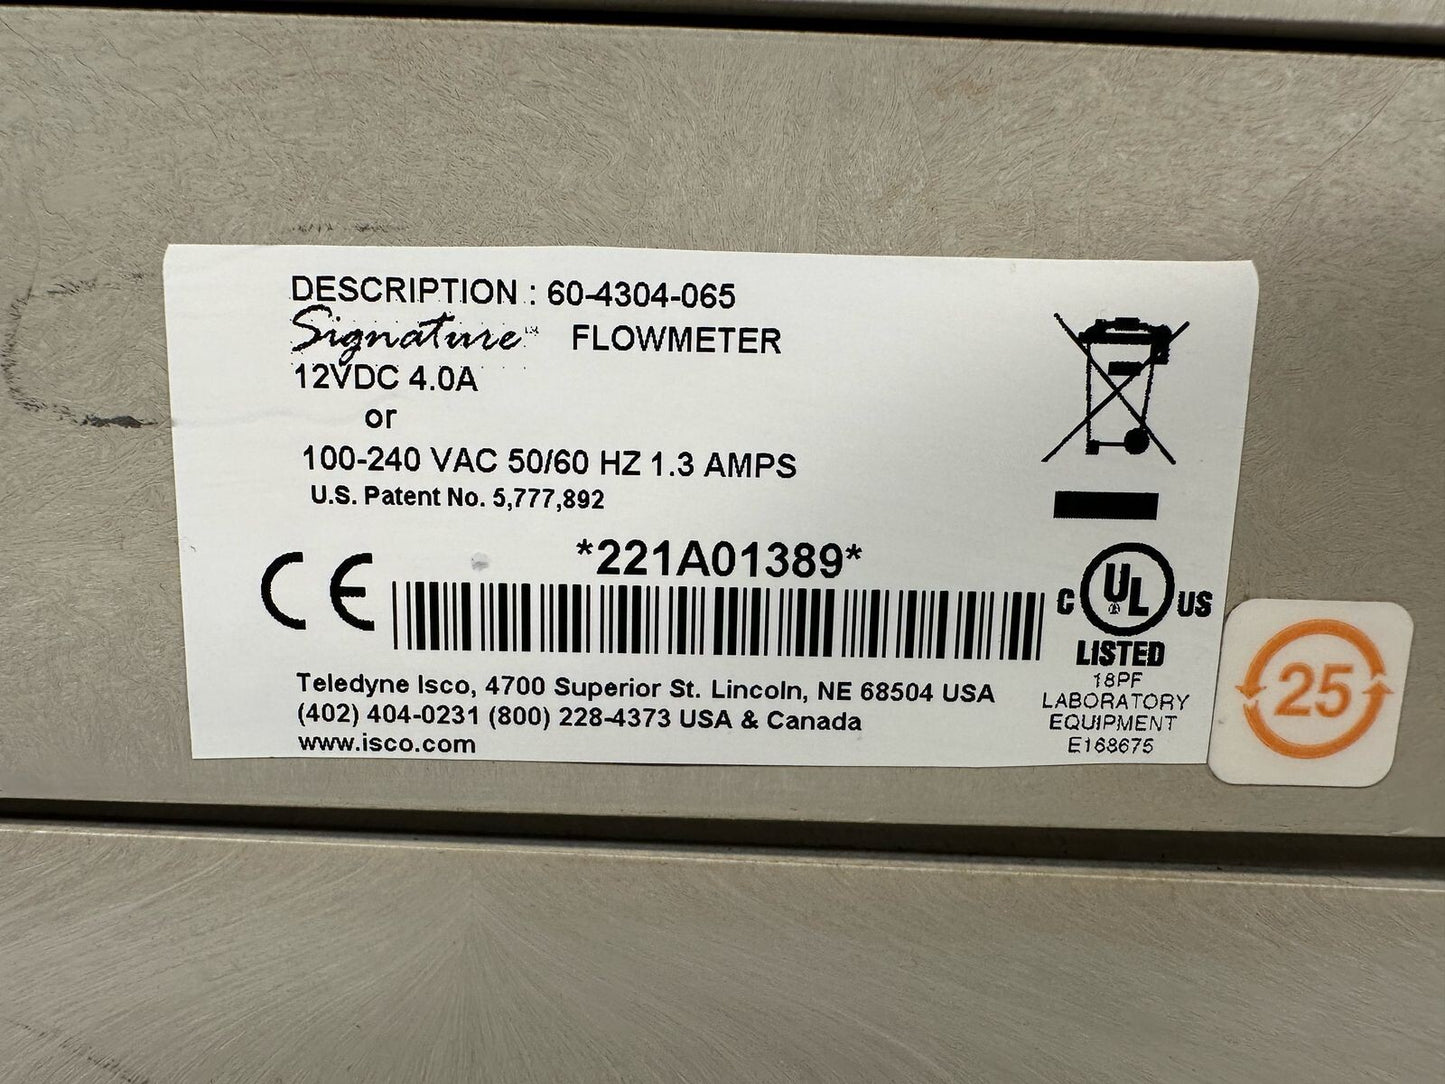 DESCRIPTION : 60-4304-065
Signature™ FLOWMETER
12VDC 4.0A
or
100-240 VAC 50/60 HZ 1.3 AMPS
U.S. Patent No. 5,777,892
*221A01389*
CE
C UL US
LISTED
18PF
LABORATORY
EQUIPMENT
E168675
Teledyne Isco, 4700 Superior St. Lincoln, NE 68504 USA
(402) 404-0231 (800) 228-4373 USA & Canada
www.isco.com
25